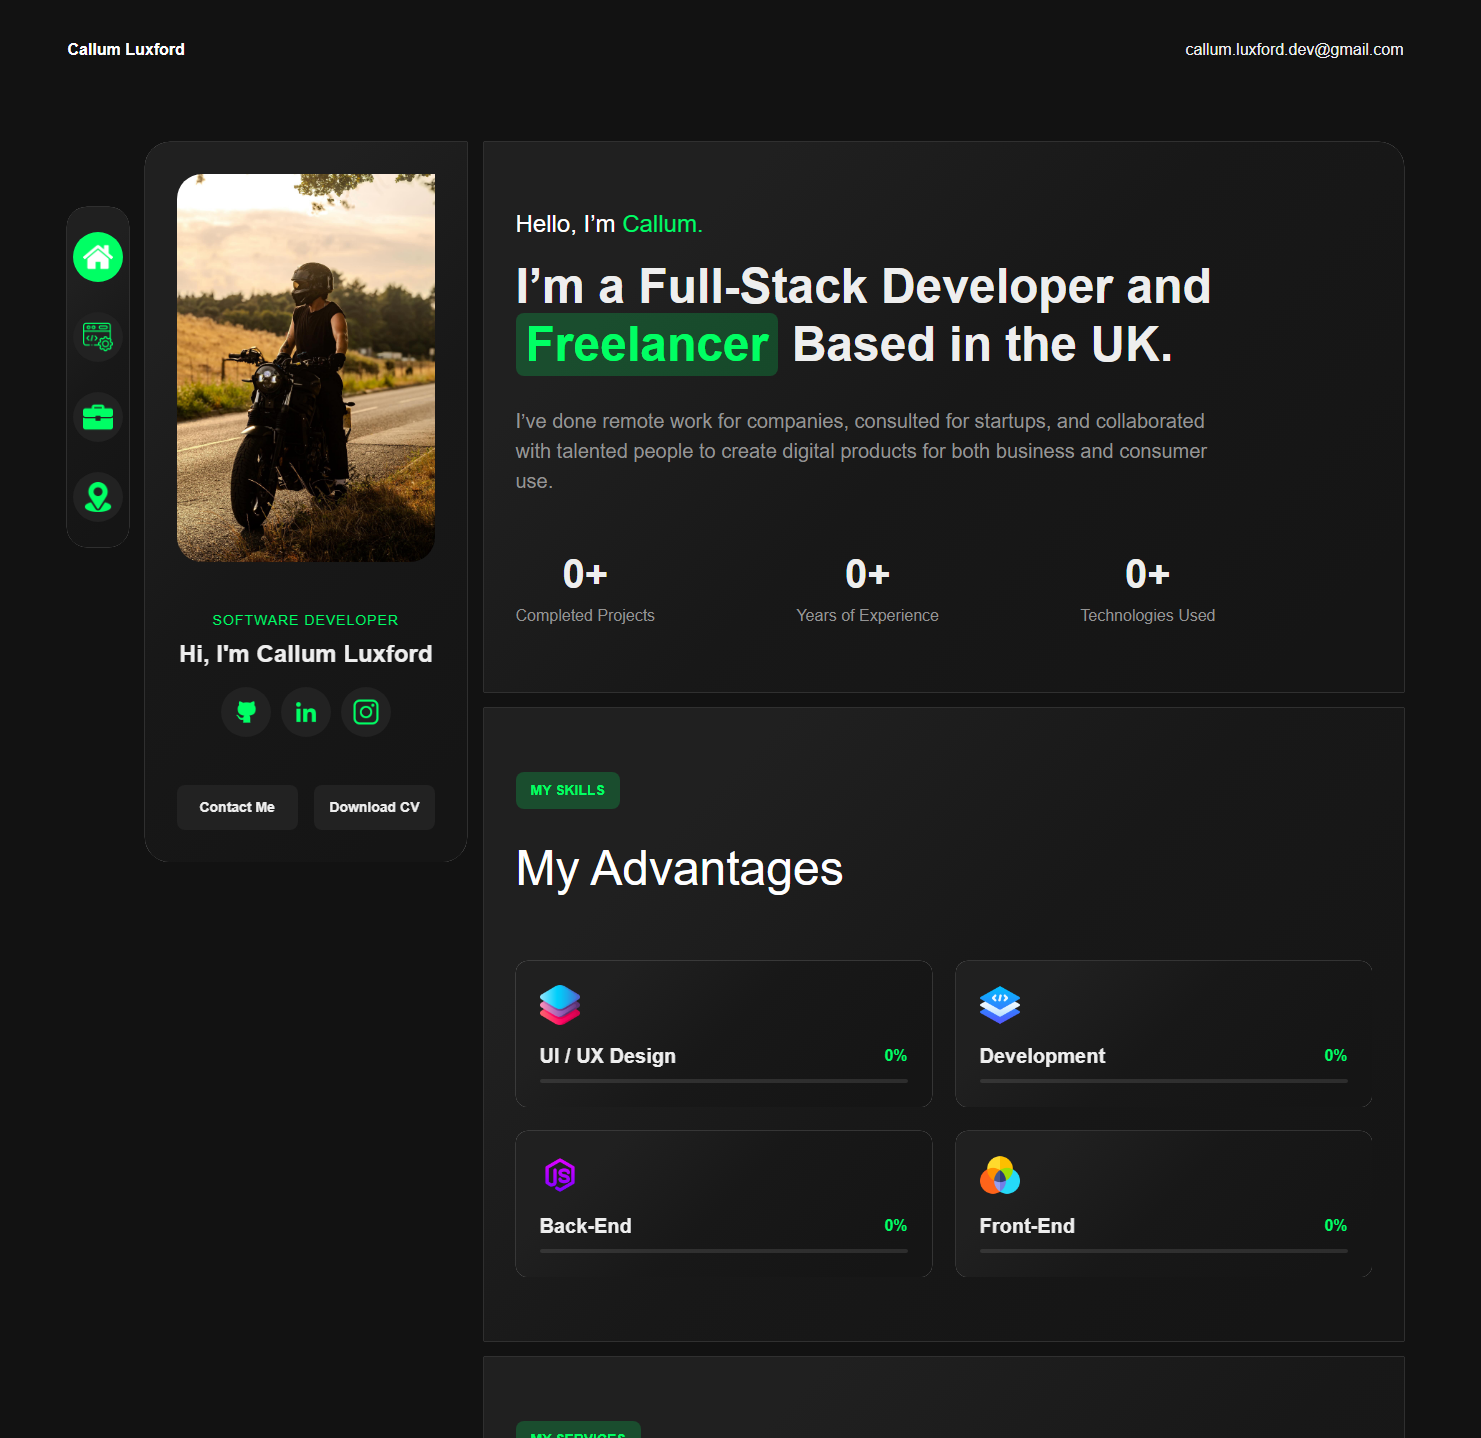 Callum Luxford
callum.luxford.dev@gmail.com
SOFTWARE DEVELOPER
Hi, I'm Callum Luxford
Contact Me
Download CV
Hello, I’m Callum.
I’m a Full-Stack Developer and
Freelancer Based in the UK.
I’ve done remote work for companies, consulted for startups, and collaborated
with talented people to create digital products for both business and consumer
use.
0+
Completed Projects
0+
Years of Experience
0+
Technologies Used
MY SKILLS
My Advantages
UI / UX Design
0%
Development
0%
Back-End
0%
Front-End
0%
MY SERVICES